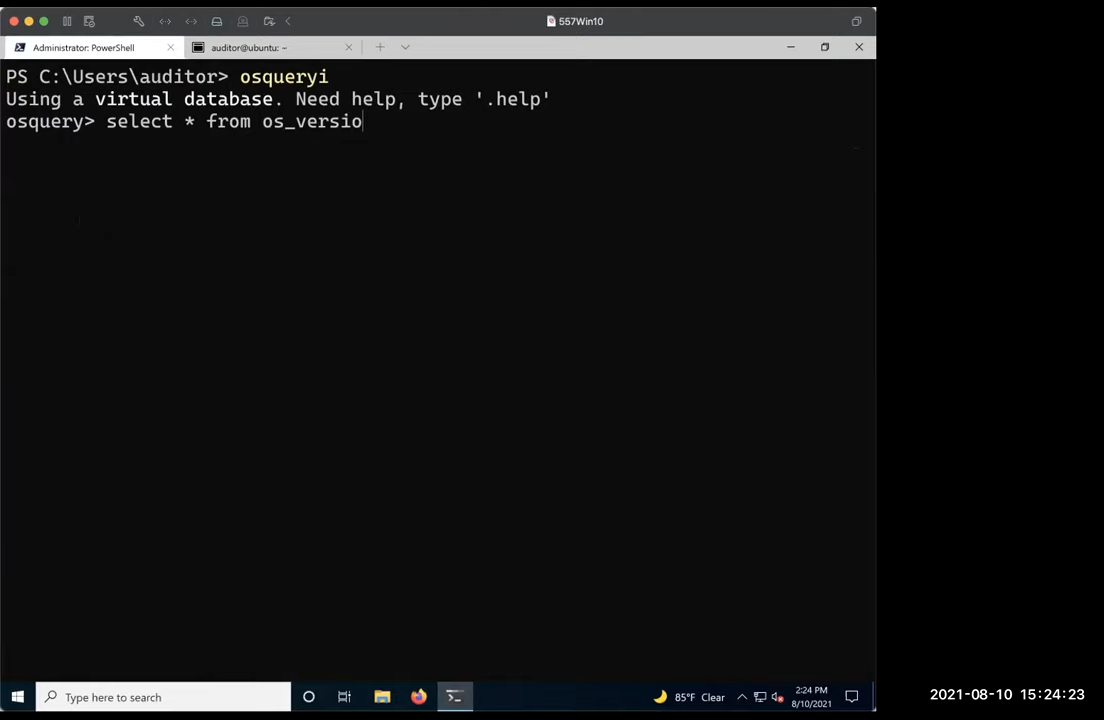 557Win10
Administrator: PowerShell
auditor@ubuntu: ~
PS C:\Users\auditor> osqueryi
Using a virtual database. Need help, type '.help'
osquery> select * from os_versio
Type here to search
85°F Clear
2:24 PM
8/10/2021
2021-08-10 15:24:23